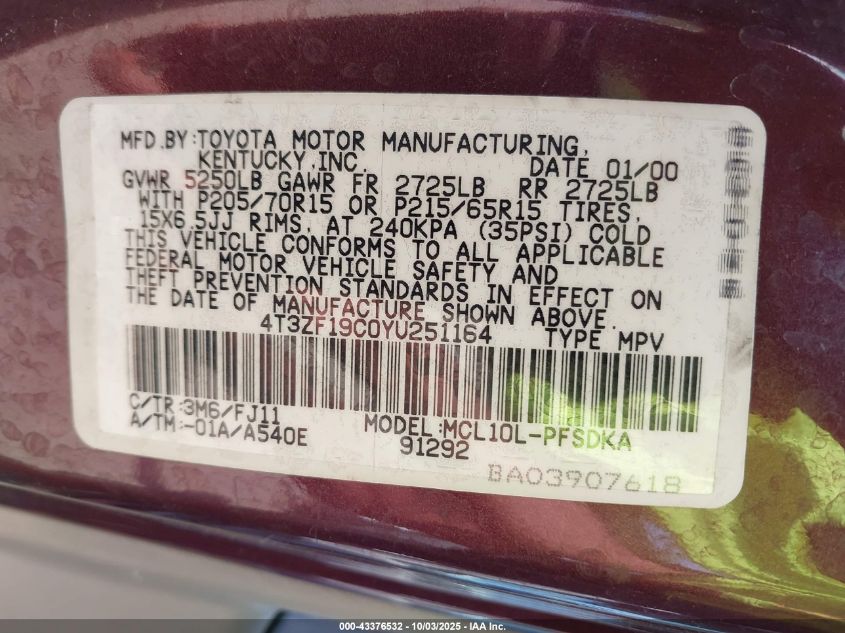 MFD.BY:TOYOTA MOTOR MANUFACTURING,
KENTUCKY,INC. DATE 01/00
GVWR 5250LB GAWR FR 2725LB RR 2725LB
WITH P205/70R15 OR P215/65R15 TIRES,
15X6.5JJ RIMS, AT 240KPA (35PSI) COLD
THIS VEHICLE CONFORMS TO ALL APPLICABLE
FEDERAL MOTOR VEHICLE SAFETY AND
THEFT PREVENTION STANDARDS IN EFFECT ON
THE DATE OF MANUFACTURE SHOWN ABOVE.
4T3ZF19C0YU251164 TYPE MPV
C/TR:3M6/FJ11 MODEL:MCL10L-PFSDKA
A/TM:-01A/A540E 91292
BA03907618
000-43376532 - 10/03/2025 - IAA Inc.